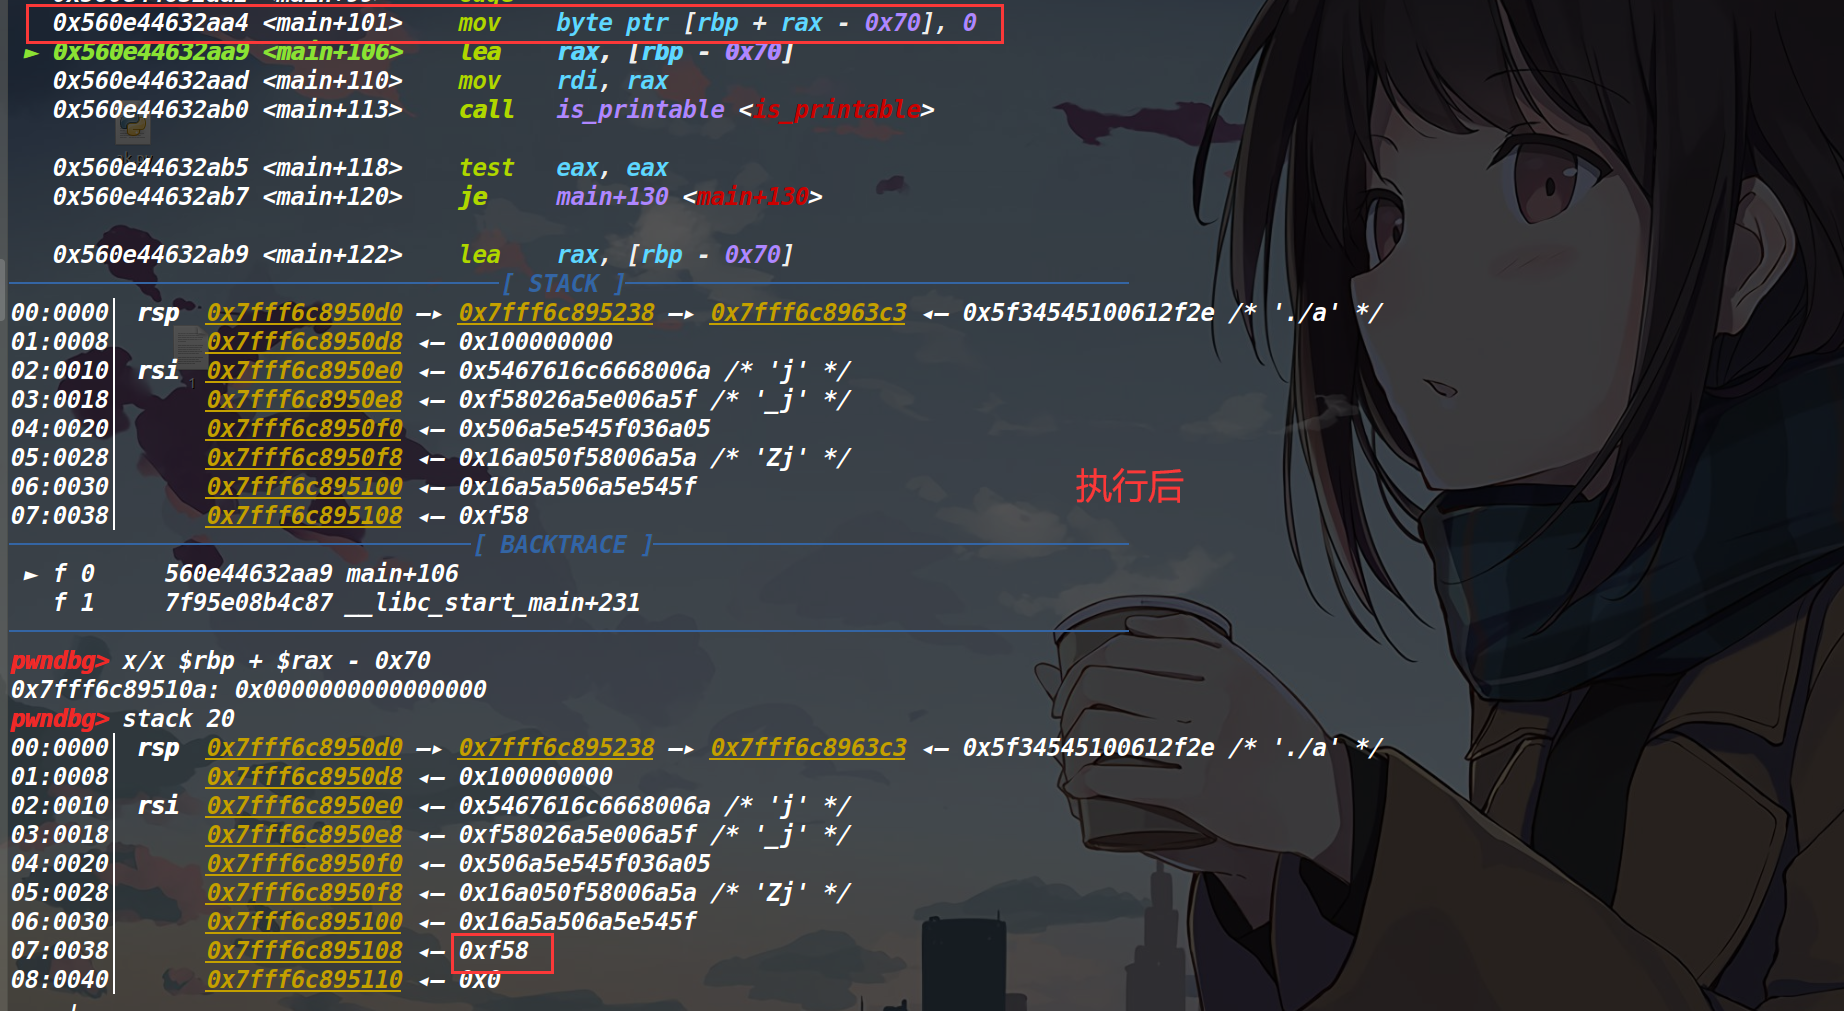 0x560e44632aa4 <main+101>    mov    byte ptr [rbp + rax - 0x70], 0
► 0x560e44632aa9 <main+106>    lea    rax, [rbp - 0x70]
0x560e44632aad <main+110>    mov    rdi, rax
0x560e44632ab0 <main+113>    call   is_printable <is_printable>
0x560e44632ab5 <main+118>    test   eax, eax
0x560e44632ab7 <main+120>    je     main+130 <main+130>
0x560e44632ab9 <main+122>    lea    rax, [rbp - 0x70]
[ STACK ]
00:0000│ rsp 0x7fff6c8950d0 —▸ 0x7fff6c895238 —▸ 0x7fff6c8963c3 ◂— 0x5f34545100612f2e /* './a' */
01:0008│ 0x7fff6c8950d8 ◂— 0x100000000
02:0010│ rsi 0x7fff6c8950e0 ◂— 0x5467616c6668006a /* 'j' */
03:0018│ 0x7fff6c8950e8 ◂— 0xf58026a5e006a5f /* '_j' */
04:0020│ 0x7fff6c8950f0 ◂— 0x506a5e545f036a05
05:0028│ 0x7fff6c8950f8 ◂— 0x16a050f58006a5a /* 'Zj' */
06:0030│ 0x7fff6c895100 ◂— 0x16a5a506a5e545f
07:0038│ 0x7fff6c895108 ◂— 0xf58
执行后
[ BACKTRACE ]
► f 0     560e44632aa9 main+106
f 1     7f95e08b4c87 __libc_start_main+231
pwndbg> x/x $rbp + $rax - 0x70
0x7fff6c89510a: 0x0000000000000000
pwndbg> stack 20
00:0000│ rsp 0x7fff6c8950d0 —▸ 0x7fff6c895238 —▸ 0x7fff6c8963c3 ◂— 0x5f34545100612f2e /* './a' */
01:0008│ 0x7fff6c8950d8 ◂— 0x100000000
02:0010│ rsi 0x7fff6c8950e0 ◂— 0x5467616c6668006a /* 'j' */
03:0018│ 0x7fff6c8950e8 ◂— 0xf58026a5e006a5f /* '_j' */
04:0020│ 0x7fff6c8950f0 ◂— 0x506a5e545f036a05
05:0028│ 0x7fff6c8950f8 ◂— 0x16a050f58006a5a /* 'Zj' */
06:0030│ 0x7fff6c895100 ◂— 0x16a5a506a5e545f
07:0038│ 0x7fff6c895108 ◂— 0xf58
08:0040│ 0x7fff6c895110 ◂— 0x0